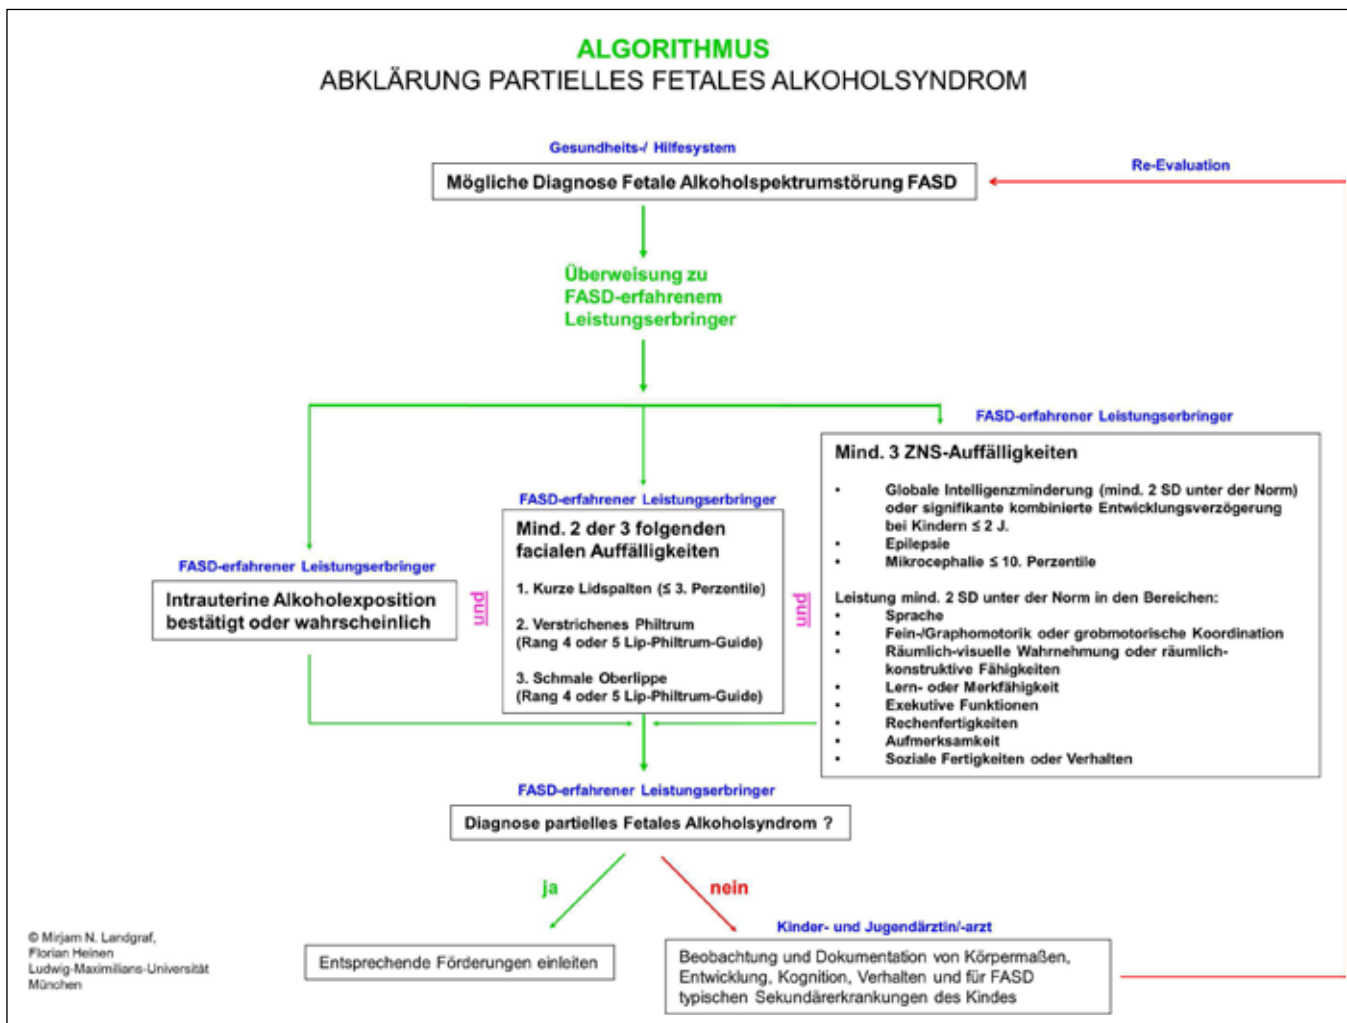 ALGORITHMUS
ABKLÄRUNG PARTIELLES FETALES ALKOHOLSYNDROM
Gesundheits-/ Hilfesystem
Mögliche Diagnose Fetale Alkoholspektrumstörung FASD
Re-Evaluation
Überweisung zu
FASD-erfahrenem
Leistungserbringer
FASD-erfahrener Leistungserbringer
Intrauterine Alkoholexposition
bestätigt oder wahrscheinlich
und
FASD-erfahrener Leistungserbringer
Mind. 2 der 3 folgenden
facialen Auffälligkeiten
1. Kurze Lidspalten (≤ 3. Perzentile)
2. Verstrichenes Philtrum
(Rang 4 oder 5 Lip-Philtrum-Guide)
3. Schmale Oberlippe
(Rang 4 oder 5 Lip-Philtrum-Guide)
und
FASD-erfahrener Leistungserbringer
Mind. 3 ZNS-Auffälligkeiten
▪ Globale Intelligenzminderung (mind. 2 SD unter der Norm)
oder signifikante kombinierte Entwicklungsverzögerung
bei Kindern ≤ 2 J.
▪ Epilepsie
▪ Mikrocephalie ≤ 10. Perzentile
Leistung mind. 2 SD unter der Norm in den Bereichen:
▪ Sprache
▪ Fein-/Graphomotorik oder grobmotorische Koordination
▪ Räumlich-visuelle Wahrnehmung oder räumlich-
konstruktive Fähigkeiten
▪ Lern- oder Merkfähigkeit
▪ Exekutive Funktionen
▪ Rechenfertigkeiten
▪ Aufmerksamkeit
▪ Soziale Fertigkeiten oder Verhalten
FASD-erfahrener Leistungserbringer
Diagnose partielles Fetales Alkoholsyndrom ?
ja
nein
Entsprechende Förderungen einleiten
Kinder- und Jugendärztin/-arzt
Beobachtung und Dokumentation von Körpermaßen,
Entwicklung, Kognition, Verhalten und für FASD
typischen Sekundärerkrankungen des Kindes
© Mirjam N. Landgraf,
Florian Heinen
Ludwig-Maximilians-Universität
München